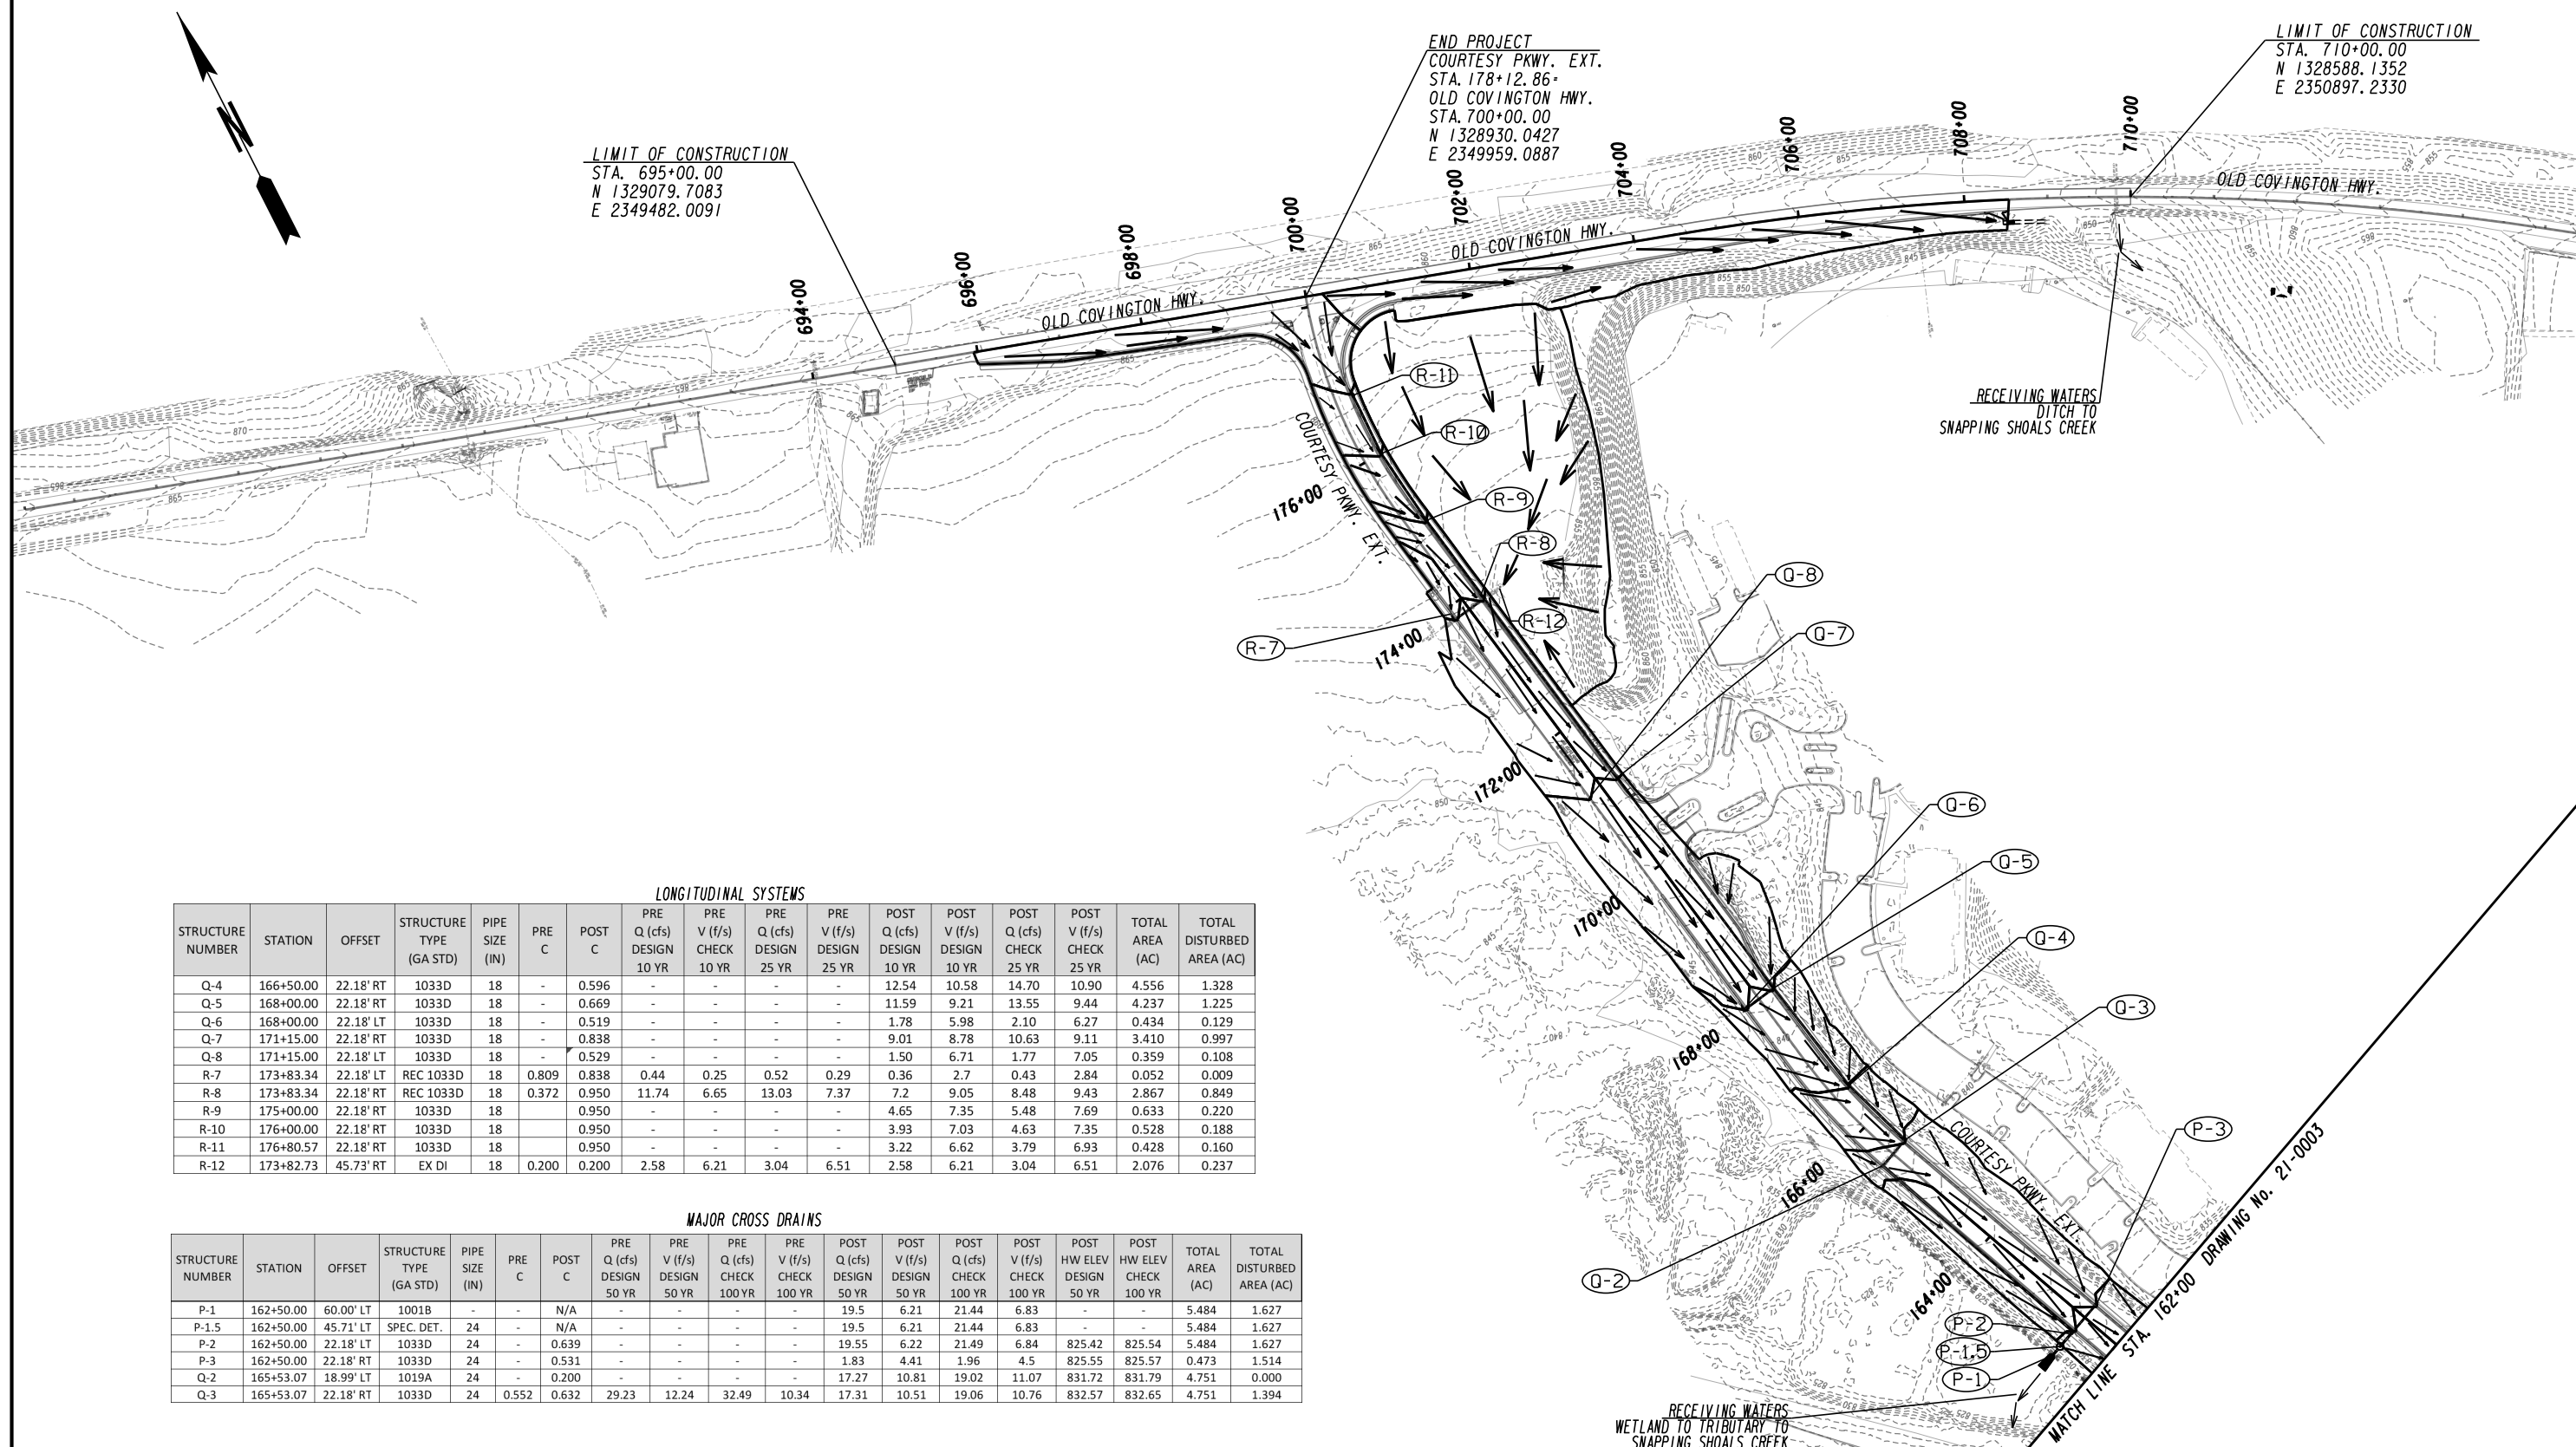 END PROJECT
COURTESY PKWY. EXT.
STA. 178+12.86=
OLD COVINGTON HWY.
STA. 700+00.00
N 1328930.0427
E 2349959.0887
LIMIT OF CONSTRUCTION
STA. 710+00.00
N 1328588.1352
E 2350897.2330
LIMIT OF CONSTRUCTION
STA. 695+00.00
N 1329079.7083
E 2349482.0091
N
694+00
696+00
698+00
700+00
702+00
704+00
706+00
708+00
710+00
OLD COVINGTON HWY.
OLD COVINGTON HWY.
OLD COVINGTON HWY.
RECEIVING WATERS
DITCH TO
SNAPPING SHOALS CREEK
R-11
R-10
R-9
R-8
R-12
R-7
Q-8
Q-7
Q-6
Q-5
Q-4
Q-3
P-3
Q-2
P-2
P-1.5
P-1
COURTESY PKWY. EXT.
176+00
174+00
172+00
170+00
168+00
166+00
164+00
COURTESY PKWY. EXT.
MATCH LINE STA. 162+00 DRAWING No. 21-0003
RECEIVING WATERS
WETLAND TO TRIBUTARY TO
SNAPPING SHOALS CREEK
870
865
865
865
865
860
860
855
850
845
850
855
865
840
LONGITUDINAL SYSTEMS
STRUCTURE NUMBER STATION OFFSET STRUCTURE TYPE (GA STD) PIPE SIZE (IN) PRE C POST C PRE Q (cfs) DESIGN 10 YR PRE V (f/s) CHECK 10 YR PRE Q (cfs) DESIGN 25 YR PRE V (f/s) DESIGN 25 YR POST Q (cfs) DESIGN 10 YR POST V (f/s) DESIGN 10 YR POST Q (cfs) CHECK 25 YR POST V (f/s) CHECK 25 YR TOTAL AREA (AC) TOTAL DISTURBED AREA (AC)
Q-4 166+50.00 22.18' RT 1033D 18 - 0.596 - - - - 12.54 10.58 14.70 10.90 4.556 1.328
Q-5 168+00.00 22.18' RT 1033D 18 - 0.669 - - - - 11.59 9.21 13.55 9.44 4.237 1.225
Q-6 168+00.00 22.18' LT 1033D 18 - 0.519 - - - - 1.78 5.98 2.10 6.27 0.434 0.129
Q-7 171+15.00 22.18' RT 1033D 18 - 0.838 - - - - 9.01 8.78 10.63 9.11 3.410 0.997
Q-8 171+15.00 22.18' LT 1033D 18 - 0.529 - - - - 1.50 6.71 1.77 7.05 0.359 0.108
R-7 173+83.34 22.18' LT REC 1033D 18 0.809 0.838 0.44 0.25 0.52 0.29 0.36 2.7 0.43 2.84 0.052 0.009
R-8 173+83.34 22.18' RT REC 1033D 18 0.372 0.950 11.74 6.65 13.03 7.37 7.2 9.05 8.48 9.43 2.867 0.849
R-9 175+00.00 22.18' RT 1033D 18 0.950 - - - - 4.65 7.35 5.48 7.69 0.633 0.220
R-10 176+00.00 22.18' RT 1033D 18 0.950 - - - - 3.93 7.03 4.63 7.35 0.528 0.188
R-11 176+80.57 22.18' RT 1033D 18 0.950 - - - - 3.22 6.62 3.79 6.93 0.428 0.160
R-12 173+82.73 45.73' RT EX DI 18 0.200 0.200 2.58 6.21 3.04 6.51 2.58 6.21 3.04 6.51 2.076 0.237
MAJOR CROSS DRAINS
STRUCTURE NUMBER STATION OFFSET STRUCTURE TYPE (GA STD) PIPE SIZE (IN) PRE C POST C PRE Q (cfs) DESIGN 50 YR PRE V (f/s) DESIGN 50 YR PRE Q (cfs) CHECK 100 YR PRE V (f/s) CHECK 100 YR POST Q (cfs) DESIGN 50 YR POST V (f/s) DESIGN 50 YR POST Q (cfs) CHECK 100 YR POST V (f/s) CHECK 100 YR POST HW ELEV DESIGN 50 YR POST HW ELEV CHECK 100 YR TOTAL AREA (AC) TOTAL DISTURBED AREA (AC)
P-1 162+50.00 60.00' LT 1001B - - N/A - - - - 19.5 6.21 21.44 6.83 - - 5.484 1.627
P-1.5 162+50.00 45.71' LT SPEC. DET. 24 - N/A - - - - 19.5 6.21 21.44 6.83 - - 5.484 1.627
P-2 162+50.00 22.18' LT 1033D 24 - 0.639 - - - - 19.55 6.22 21.49 6.84 825.42 825.54 5.484 1.627
P-3 162+50.00 22.18' RT 1033D 24 - 0.531 - - - - 1.83 4.41 1.96 4.5 825.55 825.57 0.473 1.514
Q-2 165+53.07 18.99' LT 1019A 24 - 0.200 - - - - 17.27 10.81 19.02 11.07 831.72 831.79 4.751 0.000
Q-3 165+53.07 22.18' RT 1033D 24 0.552 0.632 29.23 12.24 32.49 10.34 17.31 10.51 19.06 10.76 832.57 832.65 4.751 1.394